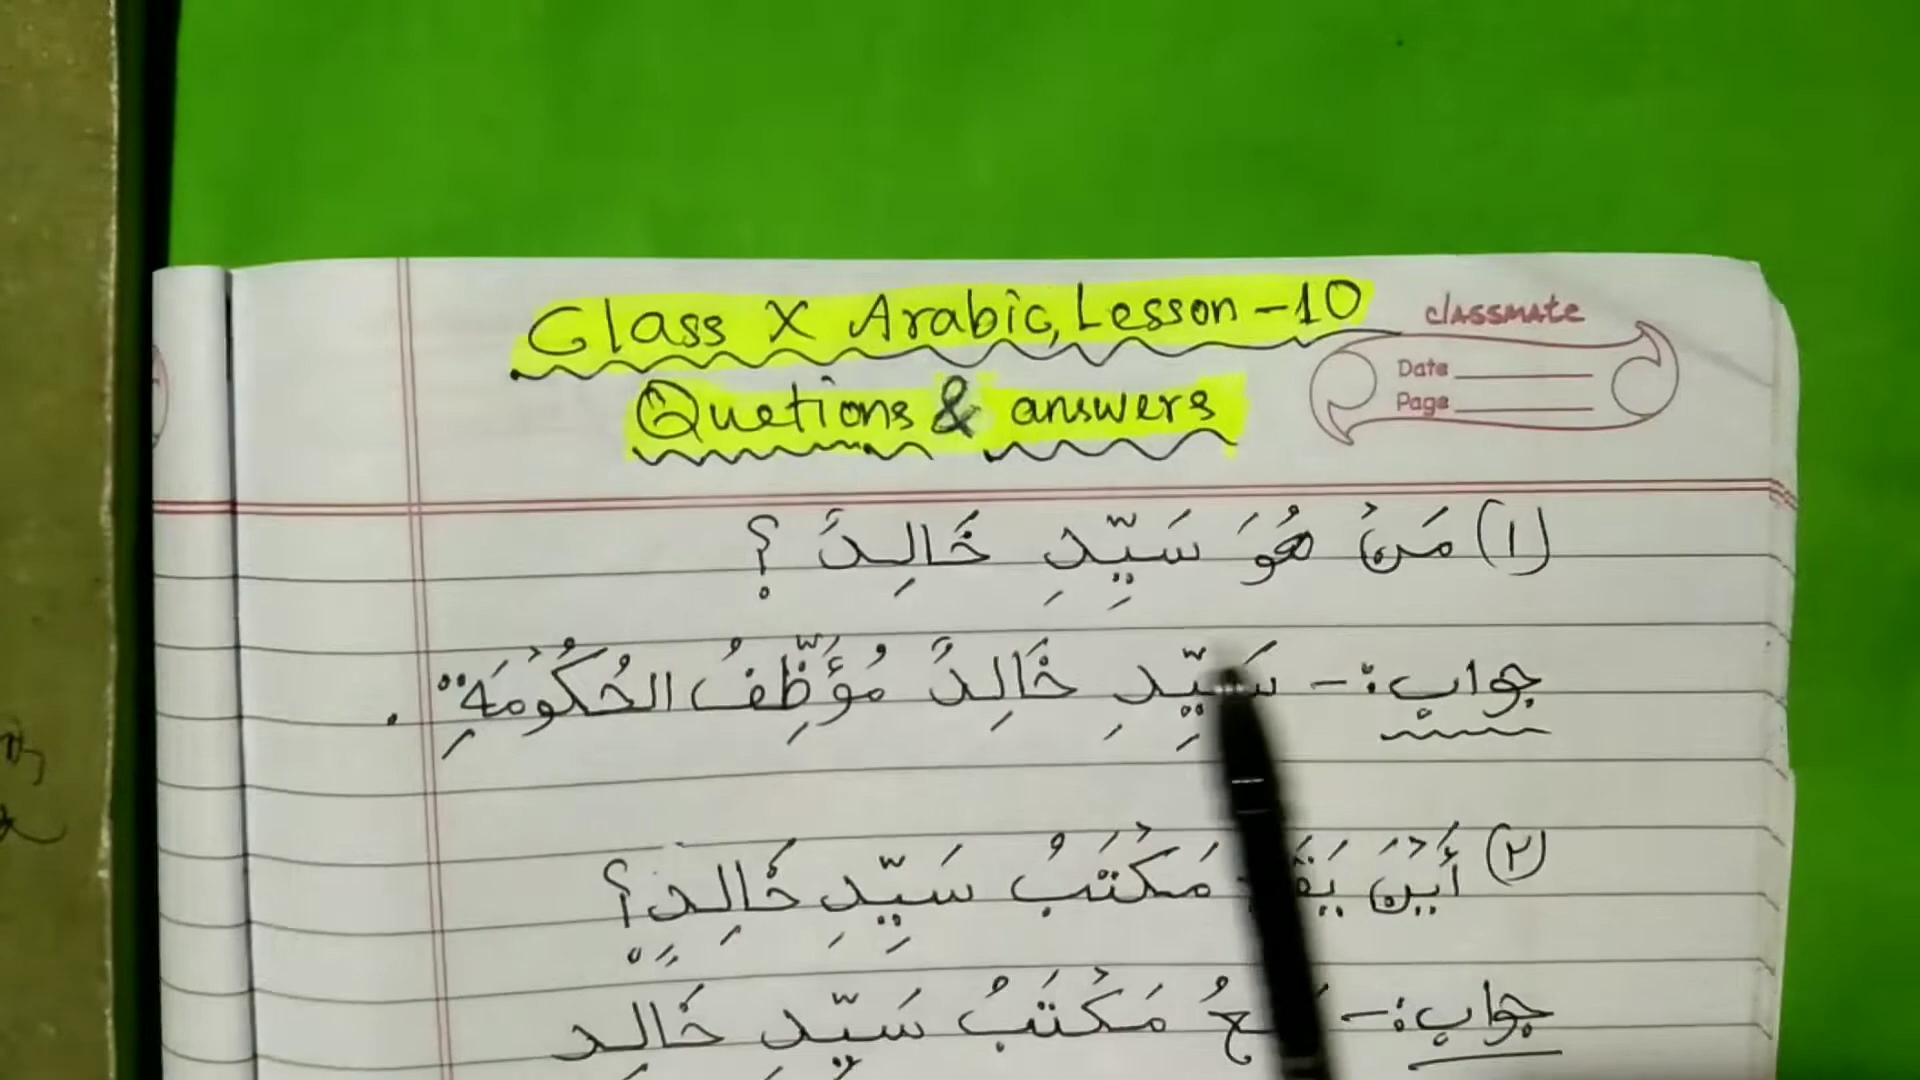 Class X Arabic, Lesson-10
classmate
Quetions & answers
Date
Page
(١) مَنْ هُوَ سَيِّدِ خَالِدً ؟
جواب:- سَيِّدِ خَالِدً مُؤَظِّفُ الحُكُومَةِ .
(٢) أَيْنَ مَكْتَبُ سَيِّدِ خَالِدٍ؟
جواب:- مَكْتَبُ سَيِّدِ خَالِدِ